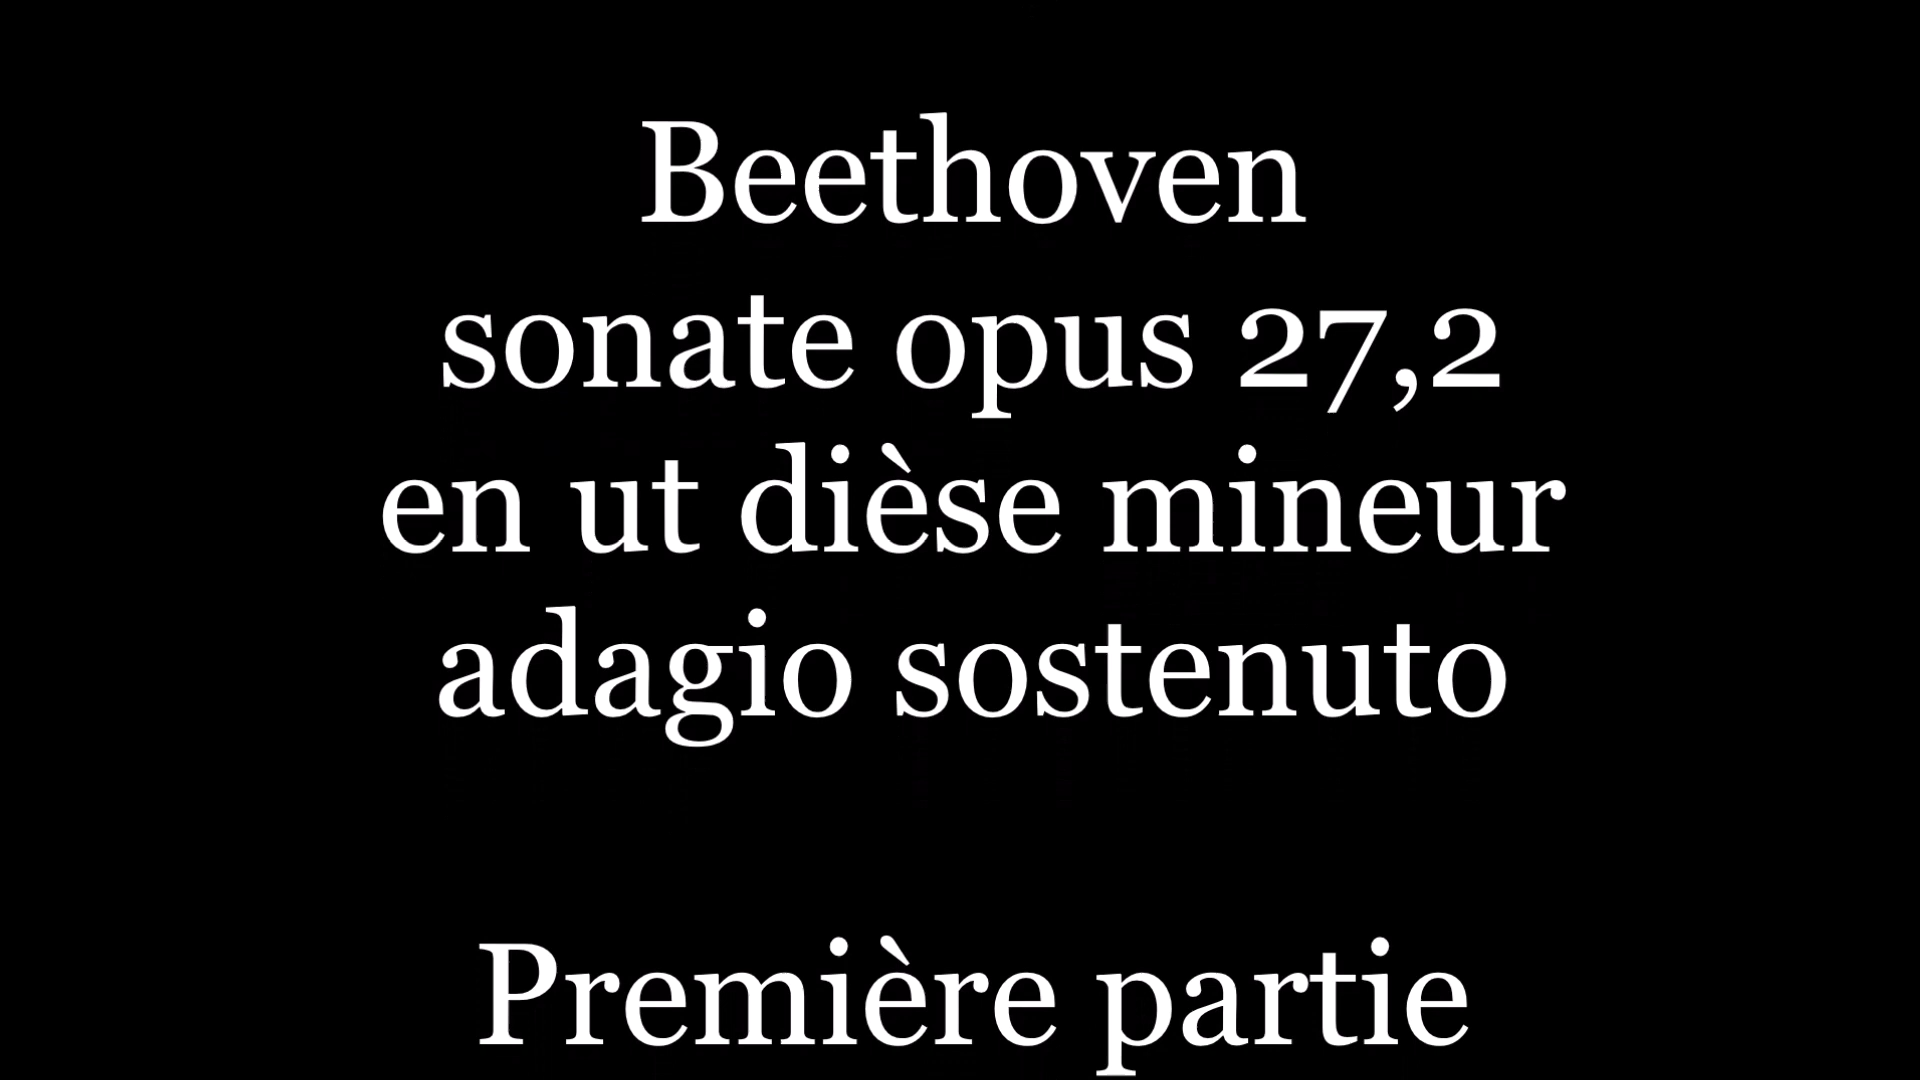 Beethoven
sonate opus 27,2
en ut dièse mineur
adagio sostenuto
Première partie